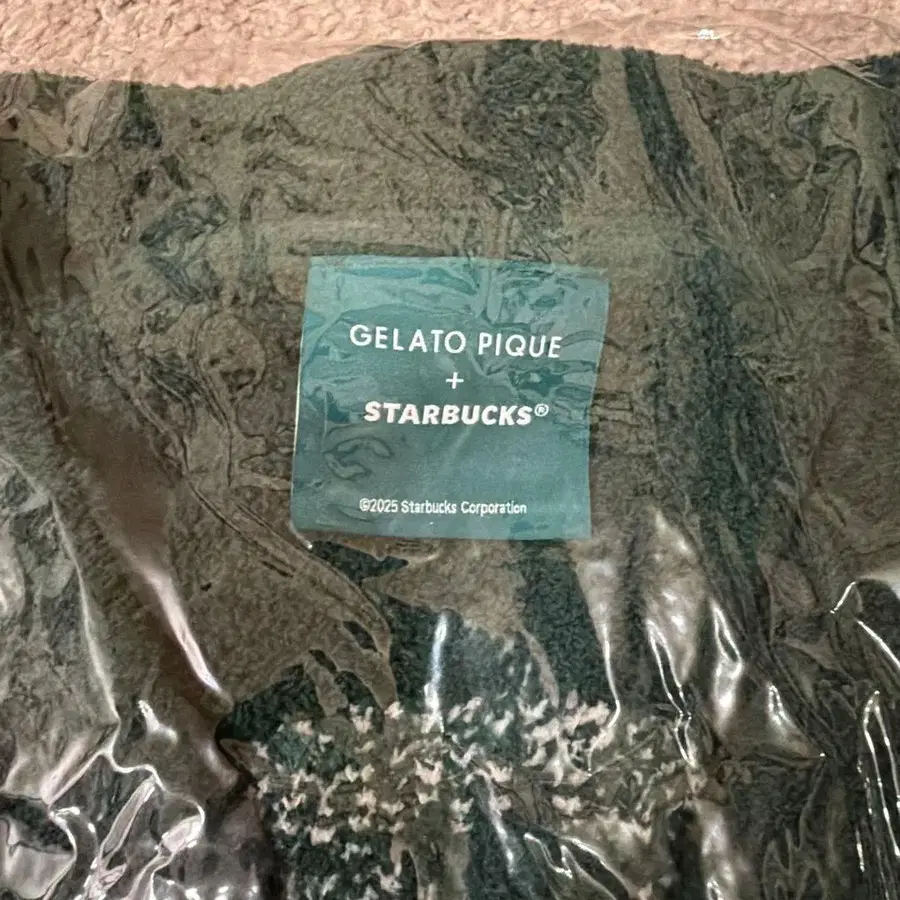 GELATO PIQUE
+
STARBUCKS®
©2025 Starbucks Corporation